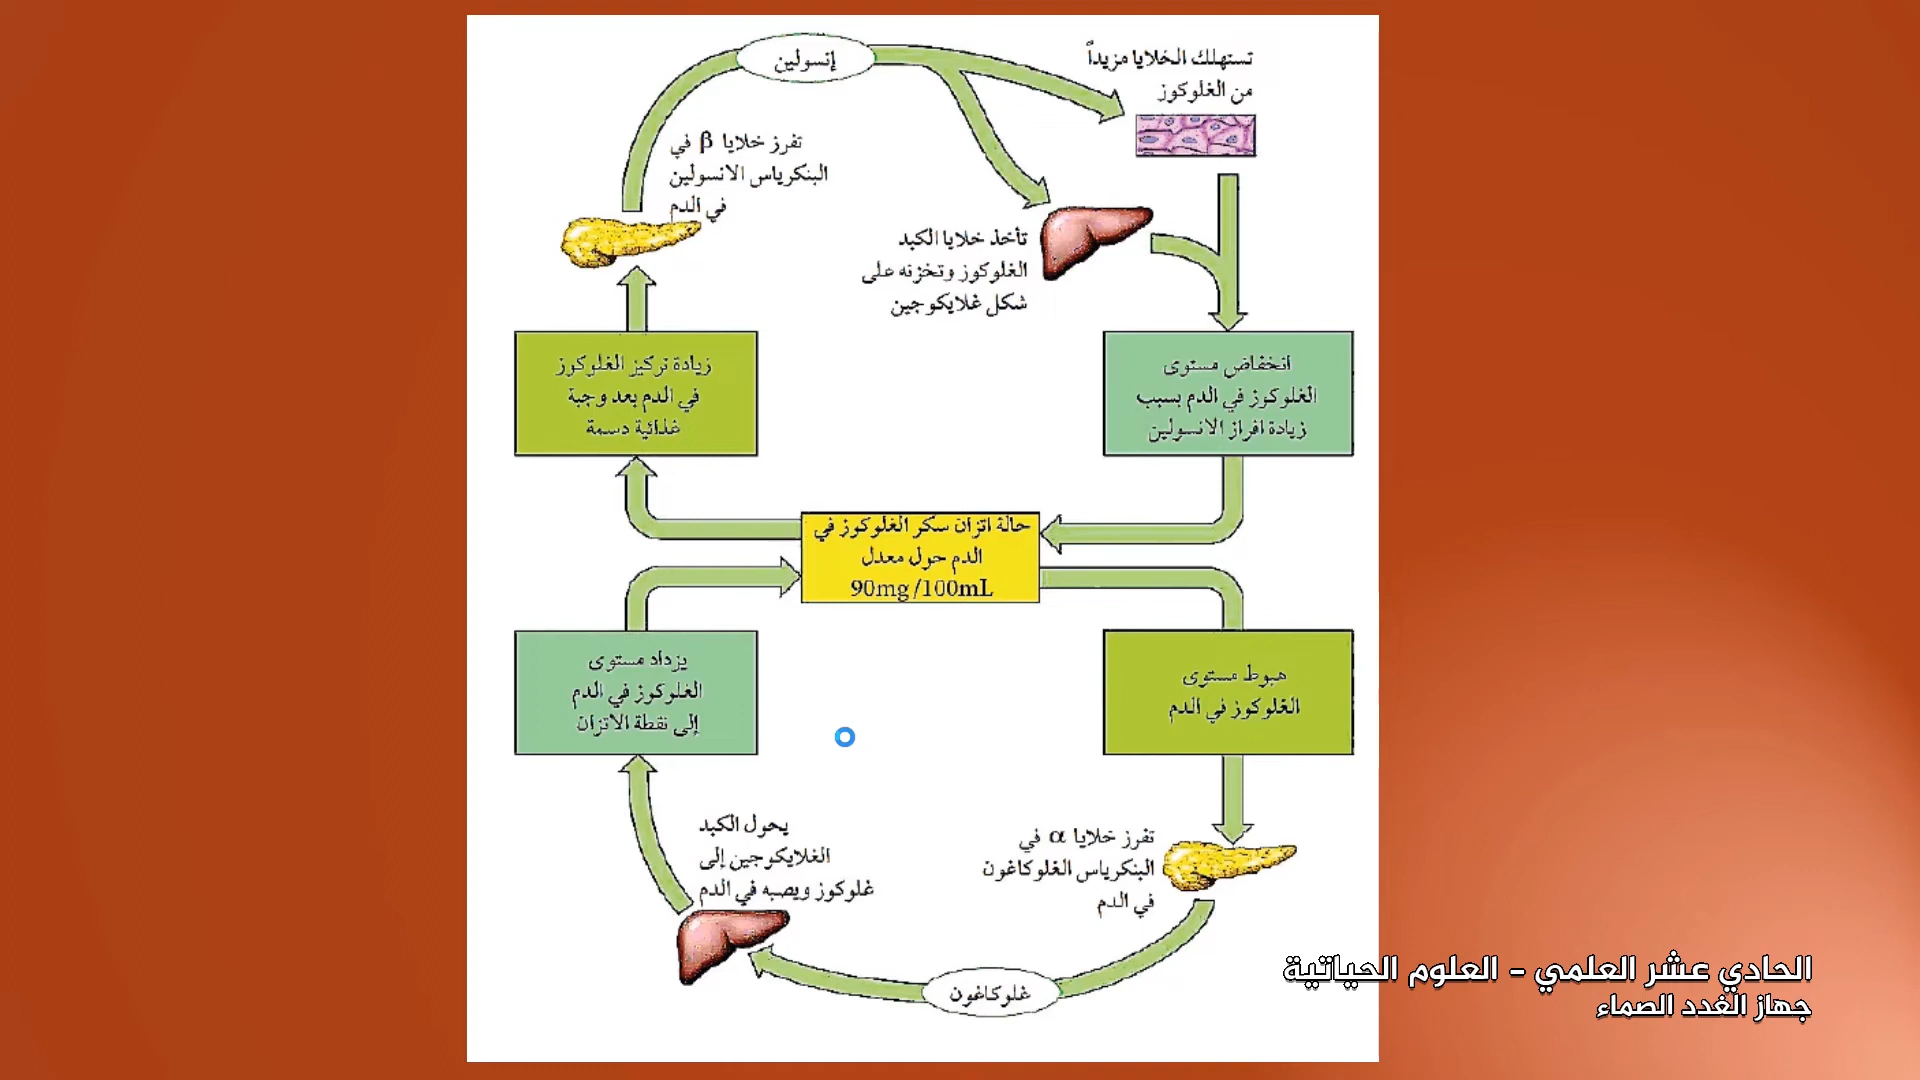 إنسولين
تستهلك الخلايا مزيداً
من الغلوكوز
تفرز خلايا β في
البنكرياس الانسولين
في الدم
تأخذ خلايا الكبد
الغلوكوز وتخزنه على
شكل غلايكوجين
زيادة تركيز الغلوكوز
في الدم بعد وجبة
غذائية دسمة
انخفاض مستوى
الغلوكوز في الدم بسبب
زيادة افراز الانسولين
حالة اتزان سكر الغلوكوز في
الدم حول معدل
90mg/100mL
يزداد مستوى
الغلوكوز في الدم
إلى نقطة الاتزان
هبوط مستوى
الغلوكوز في الدم
يحول الكبد
الغلايكوجين إلى
غلوكوز ويصبه في الدم
تفرز خلايا α في
البنكرياس الغلوكاغون
في الدم
غلوكاغون
الحادي عشر العلمي - العلوم الحياتية
جهاز الغدد الصماء